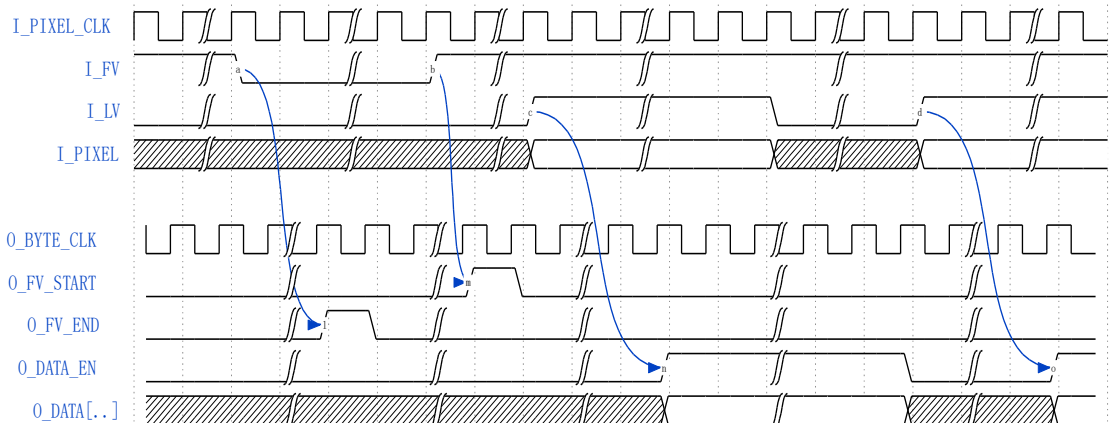 I_PIXEL_CLK
I_FV a b
I_LV c d
I_PIXEL
O_BYTE_CLK
O_FV_START m
O_FV_END l
O_DATA_EN n o
O_DATA[..]